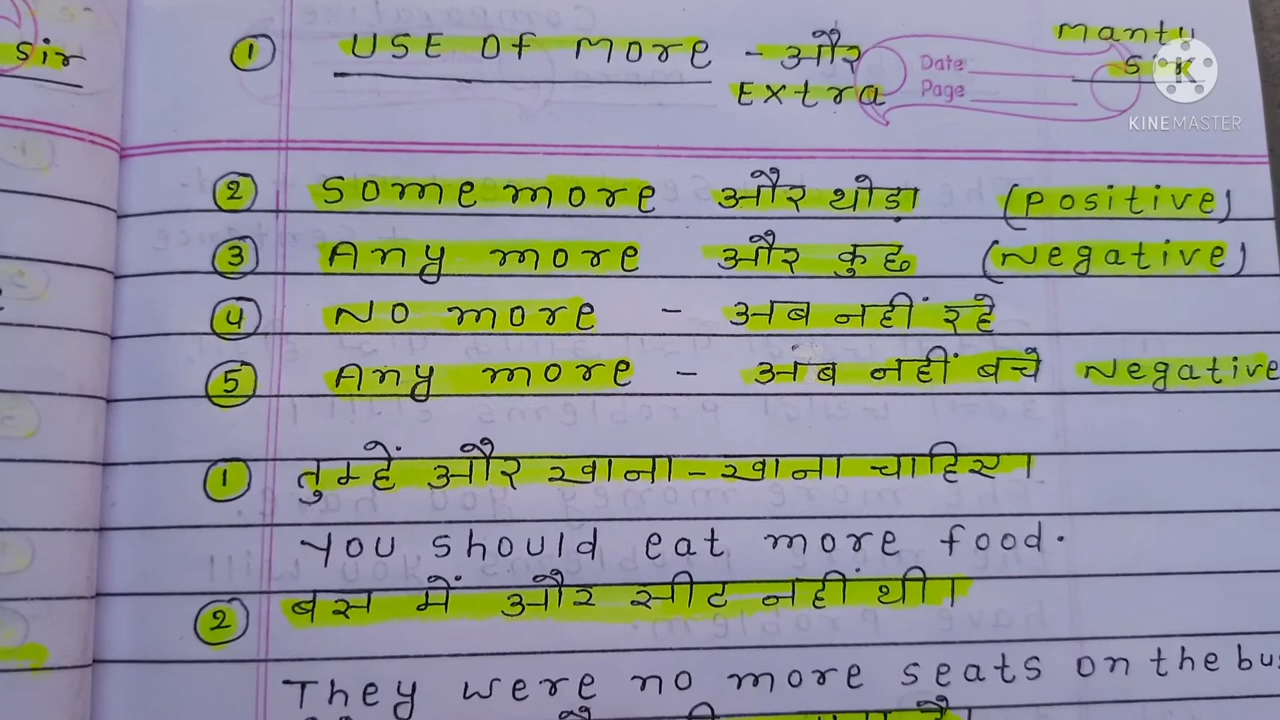 sir
① USE Of more - और
Extra
Date
Page
Mantu
S K
KINEMASTER
② some more और थोड़ा (positive)
③ Any more और कुछ (Negative)
④ No more - अब नहीं रहे
⑤ Any more - अब नहीं बचे Negative
① तुम्हें और खाना - खाना चाहिए।
You should eat more food.
② बस में और सीट नहीं थी।
They were no more seats on the bus